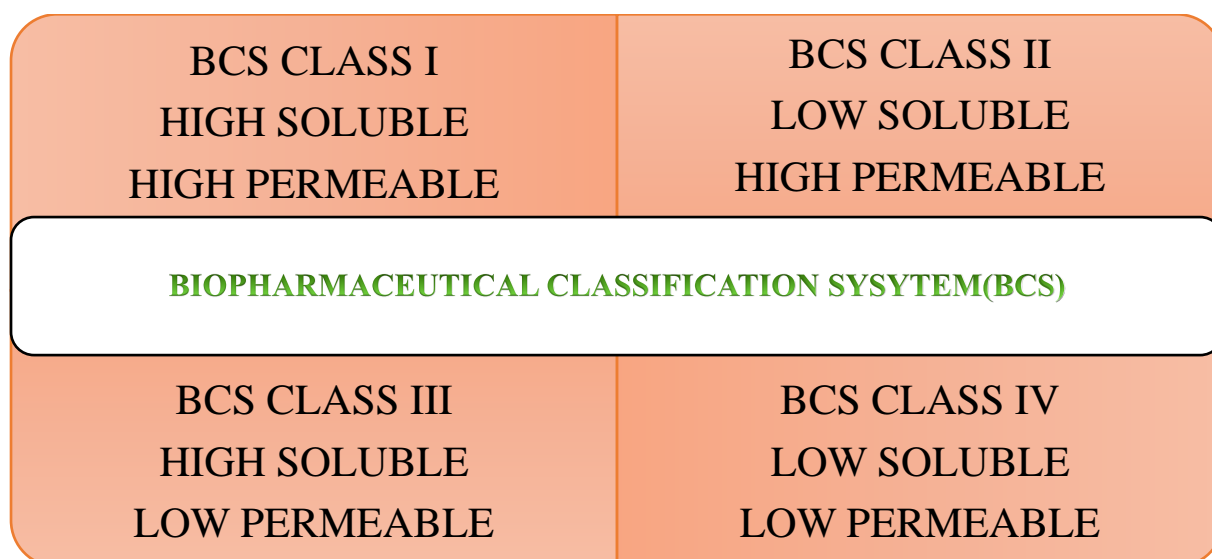 BCS CLASS I
HIGH SOLUBLE
HIGH PERMEABLE
BCS CLASS II
LOW SOLUBLE
HIGH PERMEABLE
BIOPHARMACEUTICAL CLASSIFICATION SYSYTEM(BCS)
BCS CLASS III
HIGH SOLUBLE
LOW PERMEABLE
BCS CLASS IV
LOW SOLUBLE
LOW PERMEABLE